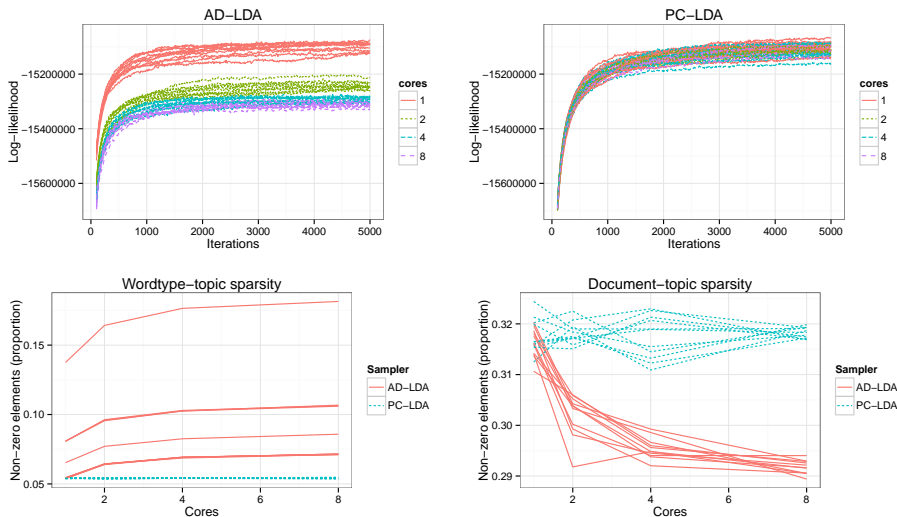 AD−LDA
Log−likelihood
−15200000
−15400000
−15600000
0
1000
2000
3000
4000
5000
Iterations
cores
1
2
4
8
PC−LDA
Log−likelihood
−15200000
−15400000
−15600000
0
1000
2000
3000
4000
5000
Iterations
cores
1
2
4
8
Wordtype−topic sparsity
Non−zero elements (proportion)
0.15
0.10
0.05
2
4
6
8
Cores
Sampler
AD−LDA
PC−LDA
Document−topic sparsity
Non−zero elements (proportion)
0.32
0.31
0.30
0.29
2
4
6
8
Cores
Sampler
AD−LDA
PC−LDA